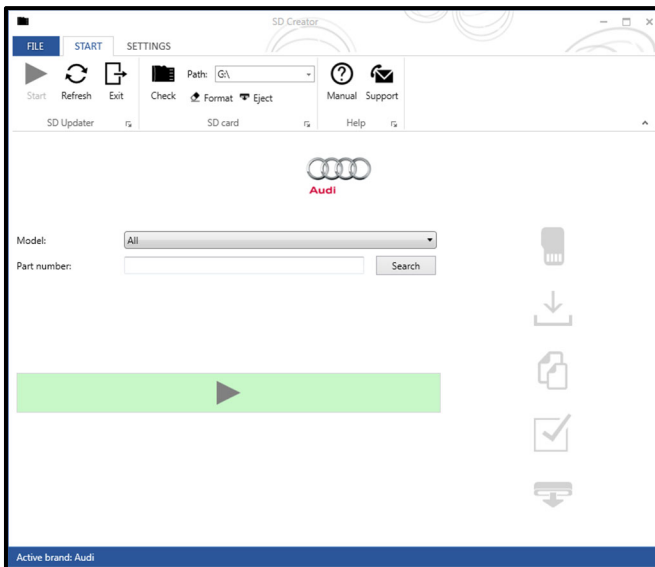 SD Creator
FILE START SETTINGS
Path: G:\
Start Refresh Exit Check Format Eject Manual Support
SD Updater SD card Help
Audi
Model: All
Part number: Search
Active brand: Audi